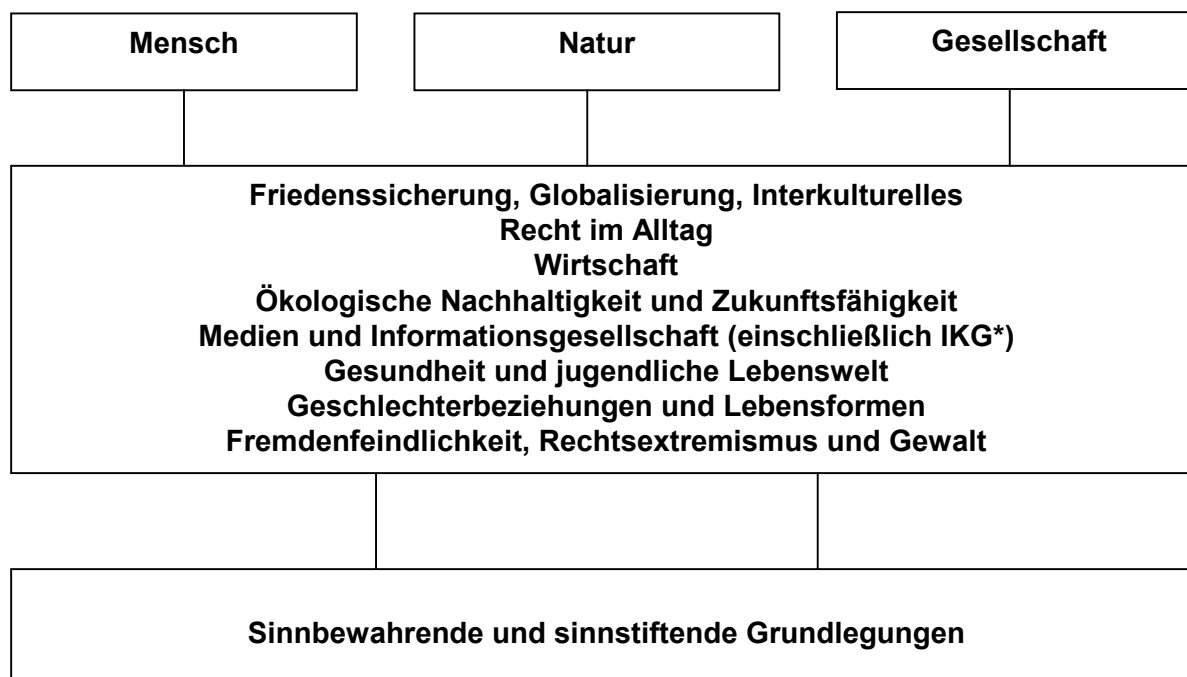 Mensch
Natur
Gesellschaft
Friedenssicherung, Globalisierung, Interkulturelles
Recht im Alltag
Wirtschaft
Ökologische Nachhaltigkeit und Zukunftsfähigkeit
Medien und Informationsgesellschaft (einschließlich IKG*)
Gesundheit und jugendliche Lebenswelt
Geschlechterbeziehungen und Lebensformen
Fremdenfeindlichkeit, Rechtsextremismus und Gewalt
Sinnbewahrende und sinnstiftende Grundlegungen